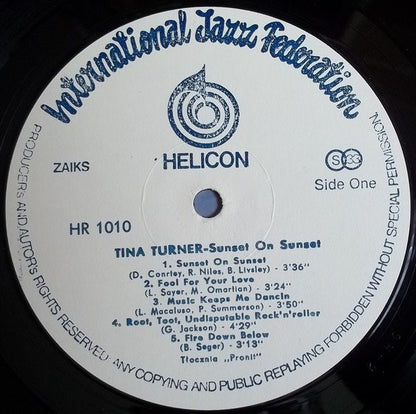 International Jazz Federation
HELICON
ZAIKS
S 33
Side One
HR 1010
TINA TURNER-Sunset On Sunset
1. Sunset On Sunset
(D. Conrley, R. Niles, B. Livsley) - 3'36"
2. Fool For Your Love
(L. Sayer, M. Omartian) - 3'24"
3. Music Keeps Me Dancin
(L. Macaluso, P. Summerson) - 3'50"
4. Root, Toot, Undisputable Rock'n'roller
(G. Jackson) - 4'29"
5. Fire Down Below
(B. Seger) - 3'13"
Tłocznia „Pronit"
PRODUCERS AND AUTOR'S RIGHTS RESERVED/ ANY COPYING AND PUBLIC REPLAYING FORBIDDEN WITHOUT SPECIAL PERMISSION.